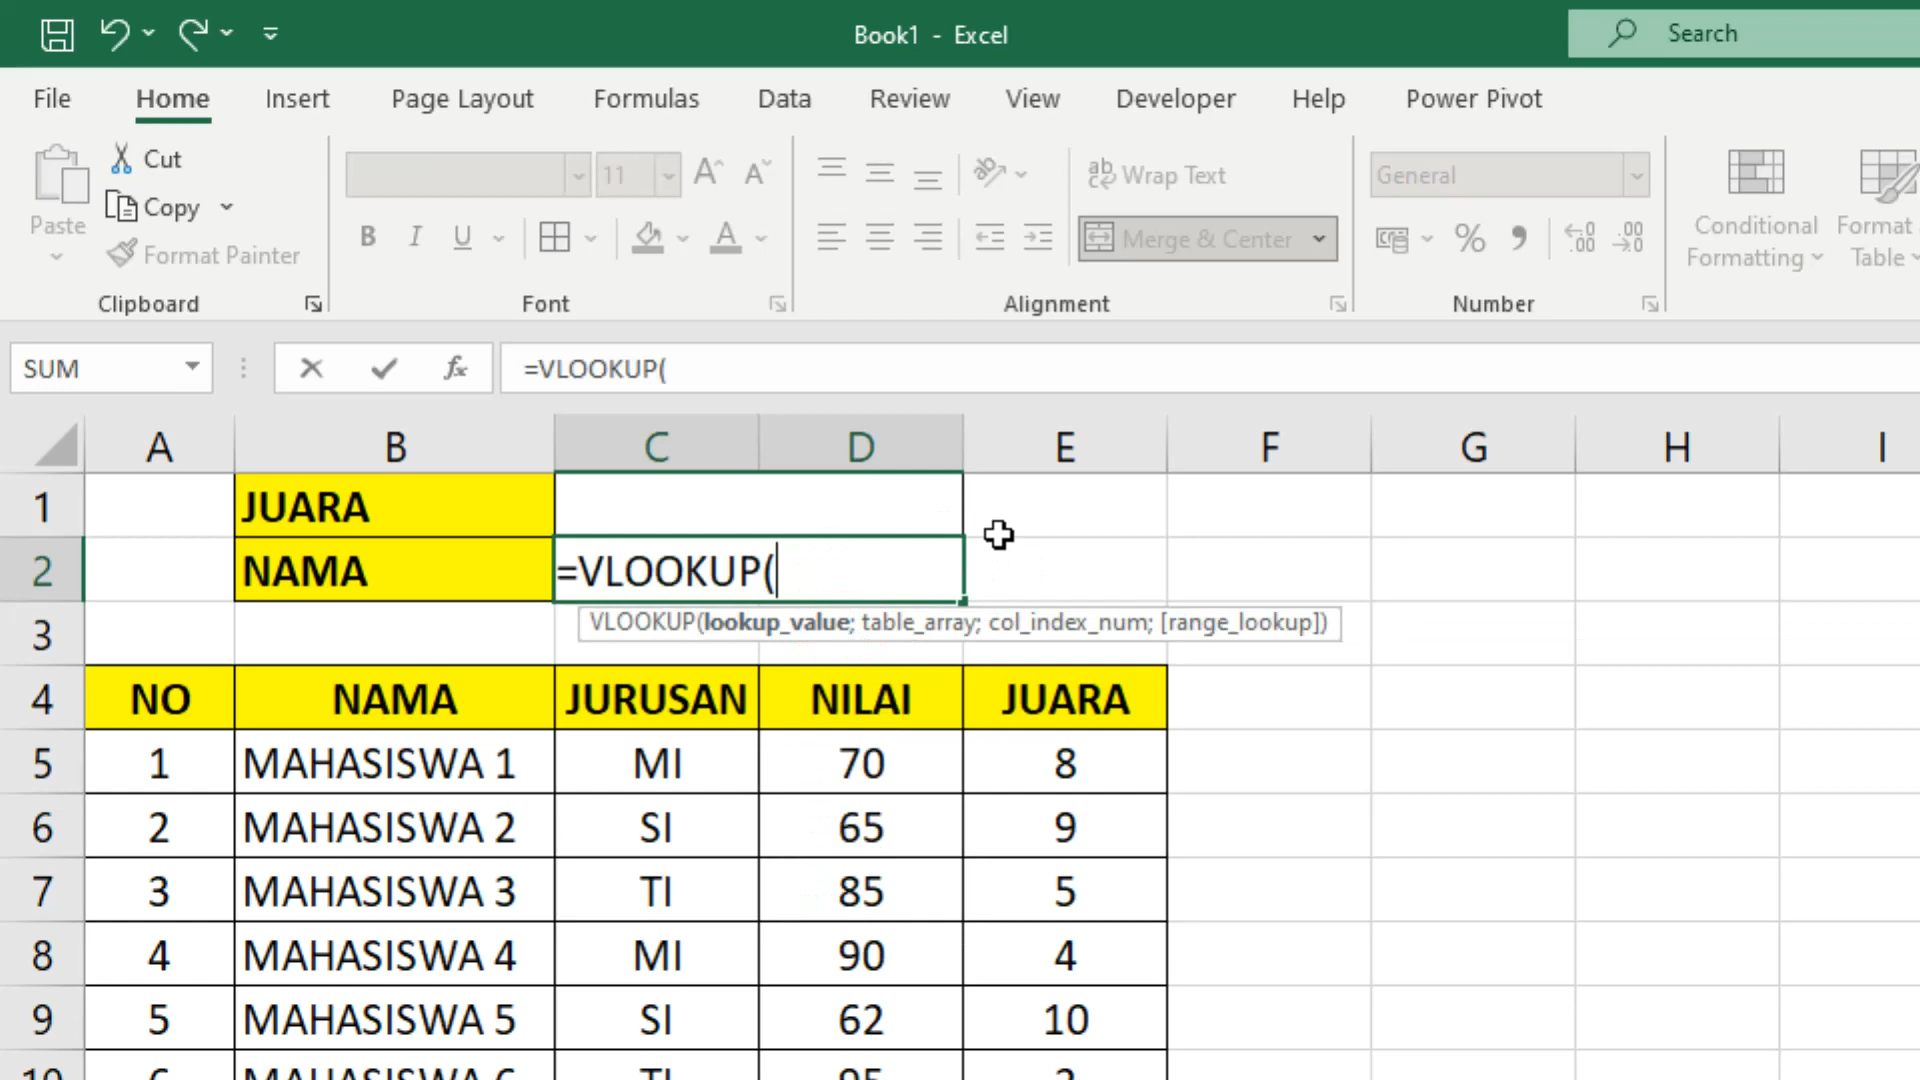 Book1 - Excel
Search
File Home Insert Page Layout Formulas Data Review View Developer Help Power Pivot
Cut
Copy
Format Painter
Paste
Clipboard
11
B I U
Font
Wrap Text
Merge & Center
Alignment
General
Number
Conditional Formatting
Format
Table
SUM
fx
=VLOOKUP(
A B C D E F G H I
1 JUARA
2 NAMA =VLOOKUP(
VLOOKUP(lookup_value; table_array; col_index_num; [range_lookup])
3
4 NO NAMA JURUSAN NILAI JUARA
5 1 MAHASISWA 1 MI 70 8
6 2 MAHASISWA 2 SI 65 9
7 3 MAHASISWA 3 TI 85 5
8 4 MAHASISWA 4 MI 90 4
9 5 MAHASISWA 5 SI 62 10